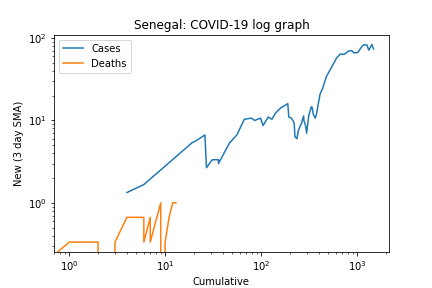 Senegal: COVID-19 log graph
Cases
Deaths
New (3 day SMA)
10²
10¹
10⁰
10⁰ 10¹ 10² 10³
Cumulative